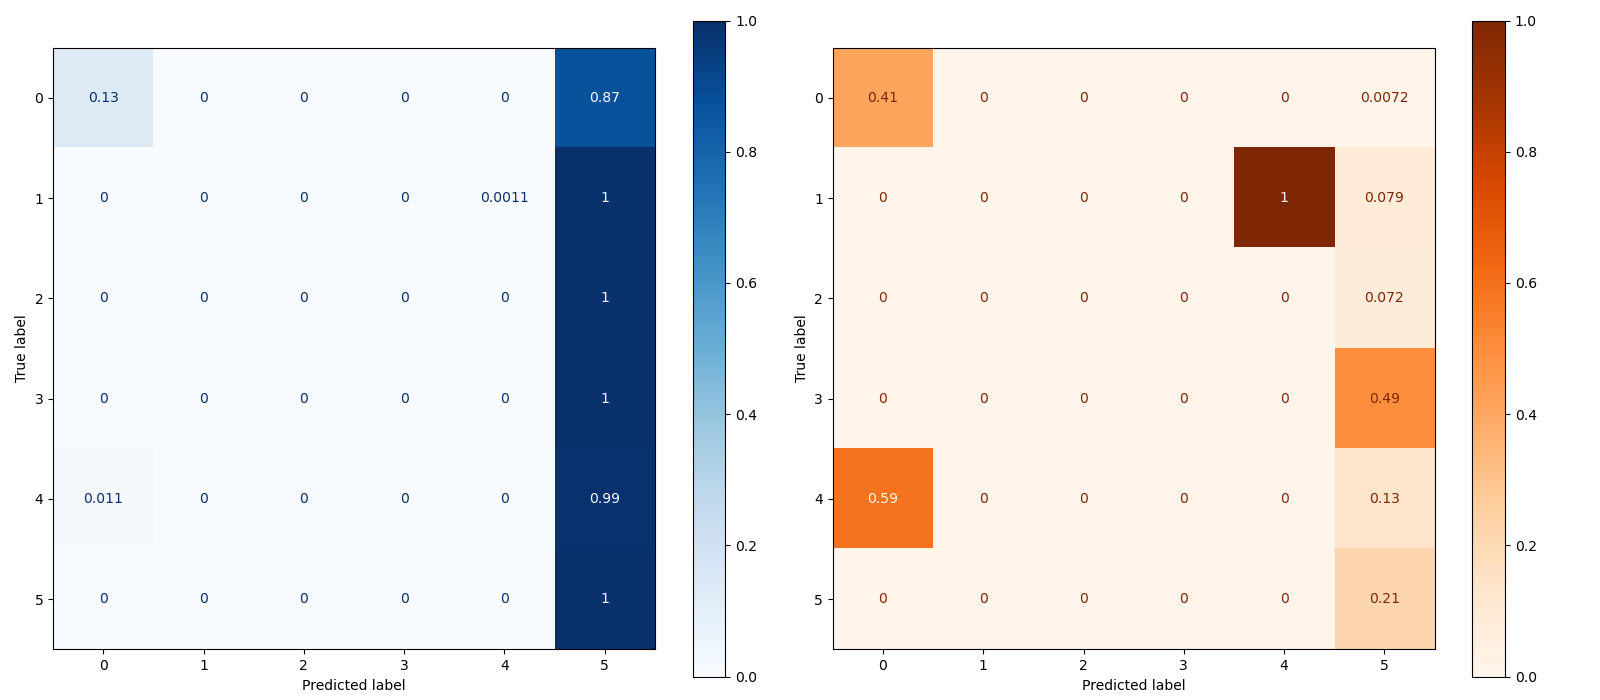 0 0.13 0 0 0 0 0.87
1 0 0 0 0 0.0011 1
2 0 0 0 0 0 1
3 0 0 0 0 0 1
4 0.011 0 0 0 0 0.99
5 0 0 0 0 0 1
0 1 2 3 4 5
Predicted label
True label
1.0
0.8
0.6
0.4
0.2
0.0
0 0.41 0 0 0 0 0.0072
1 0 0 0 0 1 0.079
2 0 0 0 0 0 0.072
3 0 0 0 0 0 0.49
4 0.59 0 0 0 0 0.13
5 0 0 0 0 0 0.21
0 1 2 3 4 5
Predicted label
True label
1.0
0.8
0.6
0.4
0.2
0.0